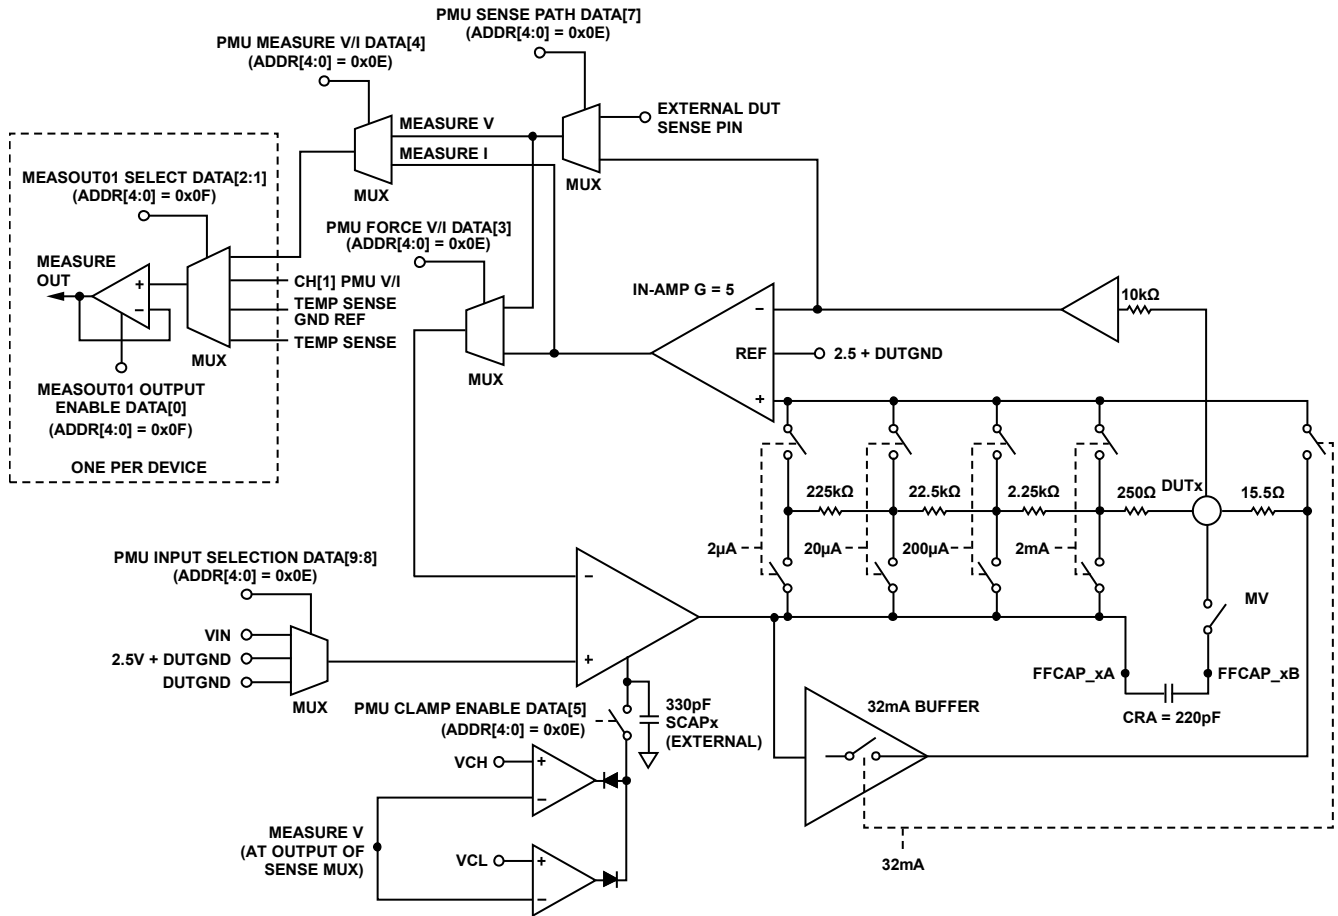 PMU SENSE PATH DATA[7]
(ADDR[4:0] = 0x0E)
PMU MEASURE V/I DATA[4]
(ADDR[4:0] = 0x0E)
EXTERNAL DUT
SENSE PIN
MEASURE V
MEASURE I
MUX
MUX
MEASOUT01 SELECT DATA[2:1]
(ADDR[4:0] = 0x0F)
PMU FORCE V/I DATA[3]
(ADDR[4:0] = 0x0E)
MEASURE
OUT
+
−
CH[1] PMU V/I
TEMP SENSE
GND REF
TEMP SENSE
MUX
MEASOUT01 OUTPUT
ENABLE DATA[0]
(ADDR[4:0] = 0x0F)
ONE PER DEVICE
MUX
IN-AMP G = 5
−
REF
+
2.5 + DUTGND
10kΩ
225kΩ
22.5kΩ
2.25kΩ
250Ω
DUTx
15.5Ω
2µA
20µA
200µA
2mA
MV
PMU INPUT SELECTION DATA[9:8]
(ADDR[4:0] = 0x0E)
VIN
2.5V + DUTGND
DUTGND
MUX
−
+
FFCAP_xA
FFCAP_xB
CRA = 220pF
PMU CLAMP ENABLE DATA[5]
(ADDR[4:0] = 0x0E)
330pF
SCAPx
(EXTERNAL)
32mA BUFFER
VCH
+
−
MEASURE V
(AT OUTPUT OF
SENSE MUX)
VCL
+
−
32mA